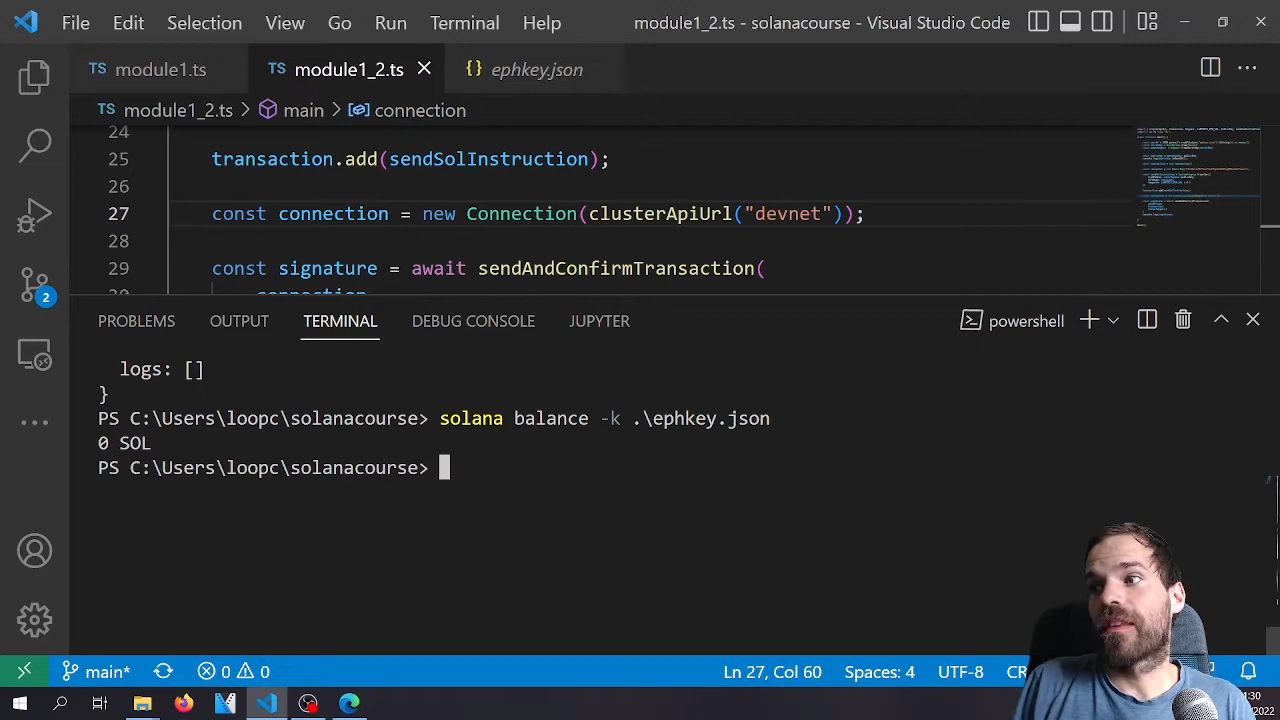 File Edit Selection View Go Run Terminal Help module1_2.ts - solanacourse - Visual Studio Code
TS module1.ts TS module1_2.ts {} ephkey.json
TS module1_2.ts > main > connection
24
25 transaction.add(sendSolInstruction);
26
27 const connection = new Connection(clusterApiUrl("devnet"));
28
29 const signature = await sendAndConfirmTransaction(
connection
PROBLEMS OUTPUT TERMINAL DEBUG CONSOLE JUPYTER powershell
logs: []
}
PS C:\Users\loopc\solanacourse> solana balance -k .\ephkey.json
0 SOL
PS C:\Users\loopc\solanacourse>
2
main* 0 0 Ln 27, Col 60 Spaces: 4 UTF-8
:30
2022